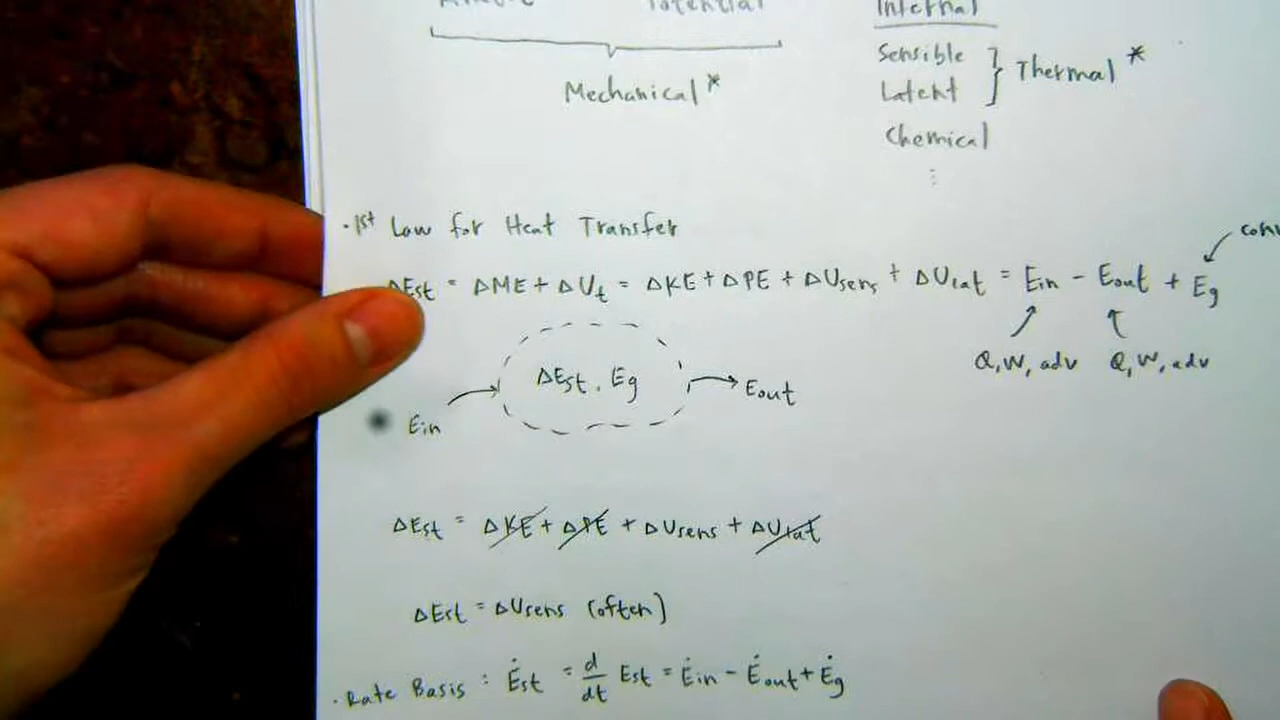 Potential Internal
Sensible
Latent } Thermal *
Mechanical*
Chemical
⋮
· 1st Law for Heat Transfer
ΔEst = ΔME + ΔUt = ΔKE + ΔPE + ΔUsens + ΔUlat = Ein - Eout + Eg
Q, W, adv Q, W, adv
ΔEst, Eg
Ein
Eout
ΔEst = ΔKE + ΔPE + ΔUsens + ΔUlat
ΔEst = ΔUsens (often)
· Rate Basis : Ėst = d/dt Est = Ėin - Ėout + Ėg